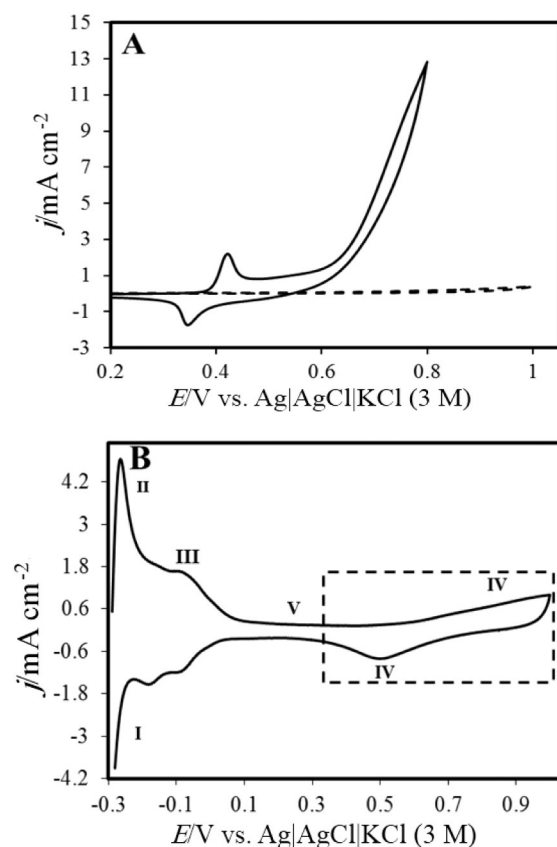 A
15
13
11
9
7
5
3
1
-1
-3
j/mA cm-2
0.2 0.4 0.6 0.8 1
E/V vs. Ag|AgCl|KCl (3 M)
B
4.2
3
1.8
0.6
-0.6
-1.8
-3
-4.2
j/mA cm-2
II
III
V
IV
IV
I
-0.3 -0.1 0.1 0.3 0.5 0.7 0.9
E/V vs. Ag|AgCl|KCl (3 M)